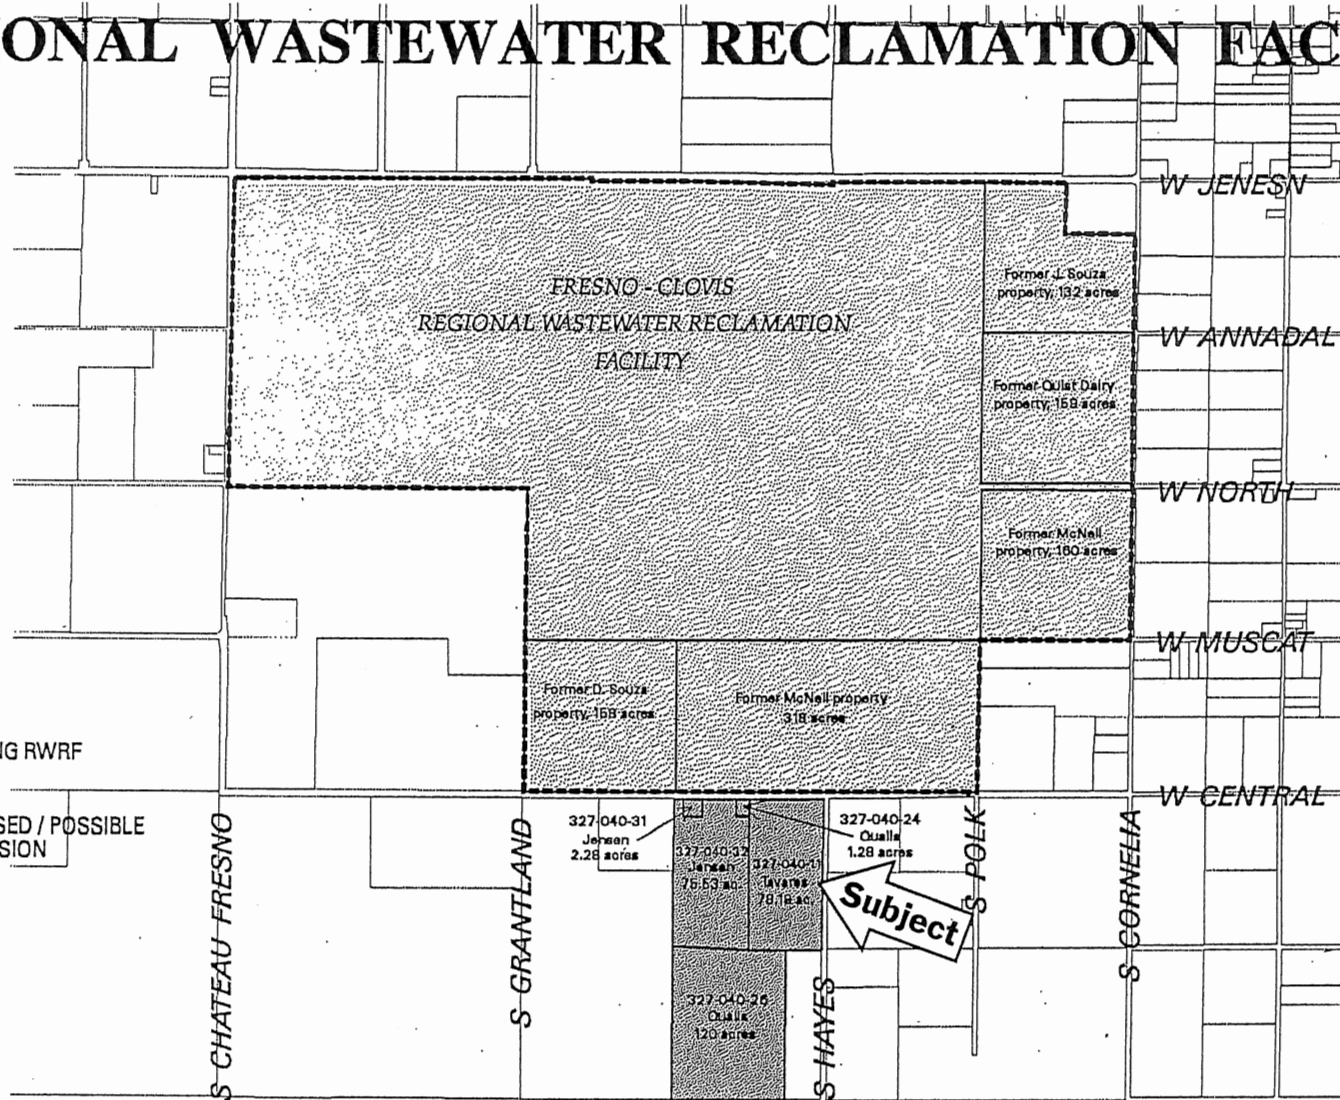 ONAL WASTEWATER RECLAMATION FAC
W JENESN
FRESNO - CLOVIS
REGIONAL WASTEWATER RECLAMATION
FACILITY
Former J. Souza
property, 132 acres
W ANNADAL
Former Quist Dairy
property, 159 acres
W NORTH
Former McNeil
property, 160 acres
W MUSCAT
Former D. Souza
property, 158 acres
Former McNeil property
318 acres
NG RWRF
W CENTRAL
SED / POSSIBLE
SION
327-040-31
Jensen
2.28 acres
327-040-24
Qualls
1.28 acres
327-040-32
Jensen
75.53 ac.
327-040-11
Tavares
78.18 ac.
Subject
327-040-26
Qualls
120 acres
S CHATEAU FRESNO
S GRANTLAND
S HAYES
S POLK
S CORNELIA